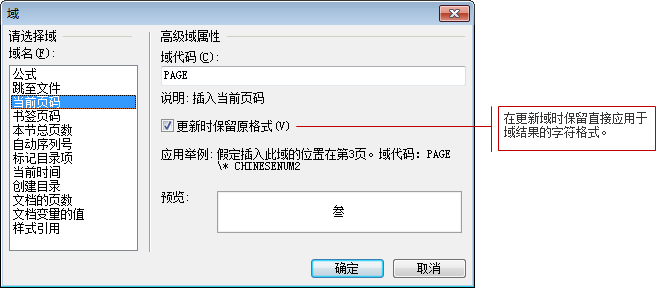 域
请选择域
域名(F):
公式
跳至文件
当前页码
书签页码
本节总页数
自动序列号
标记目录项
当前时间
创建目录
文档的页数
文档变量的值
样式引用
高级域属性
域代码(C):
PAGE
说明: 插入当前页码
更新时保留原格式(V)
应用举例: 假定插入此域的位置在第3页。域代码: PAGE
\* CHINESENUM2
预览:
叁
确定
取消
在更新域时保留直接应用于
域结果的字符格式。